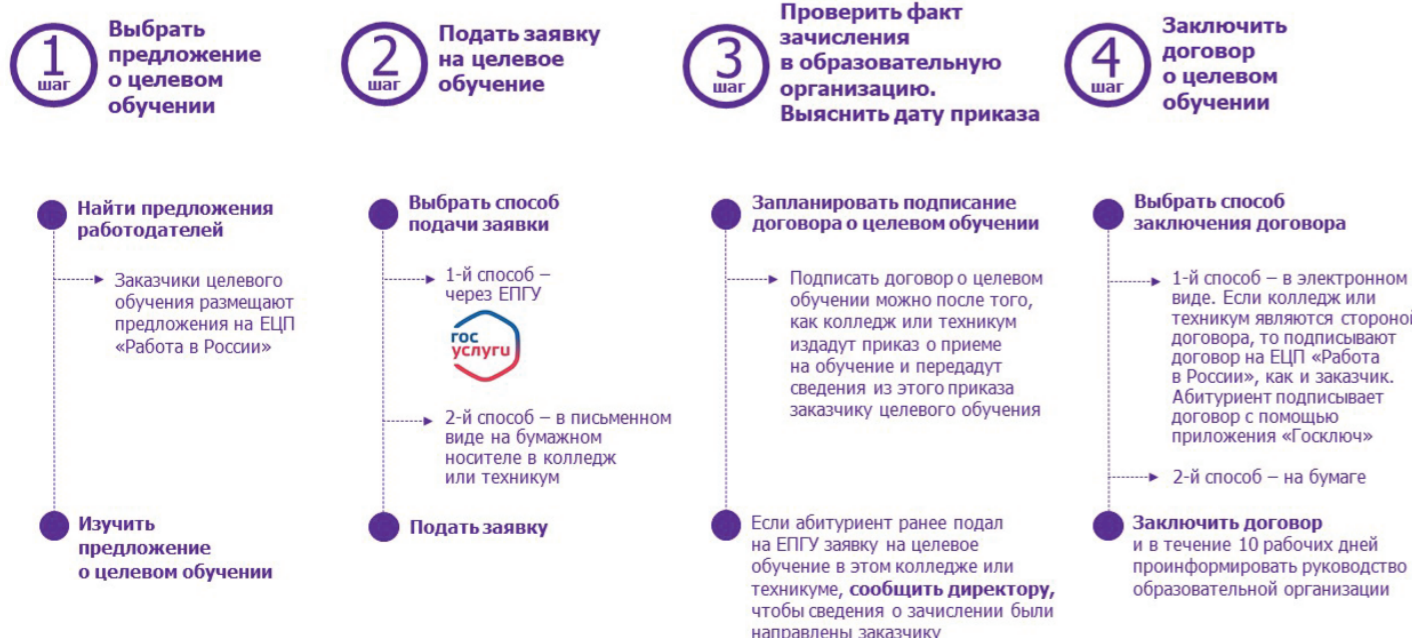 1
шаг
Выбрать
предложение
о целевом
обучении
2
шаг
Подать заявку
на целевое
обучение
3
шаг
Проверить факт
зачисления
в образовательную
организацию.
Выяснить дату приказа
4
шаг
Заключить
договор
о целевом
обучении
Найти предложения
работодателей
Заказчики целевого
обучения размещают
предложения на ЕЦП
«Работа в России»
Изучить
предложение
о целевом обучении
Выбрать способ
подачи заявки
1-й способ –
через ЕПГУ
гос
услуги
2-й способ – в письменном
виде на бумажном
носителе в колледж
или техникум
Подать заявку
Запланировать подписание
договора о целевом обучении
Подписать договор о целевом
обучении можно после того,
как колледж или техникум
издадут приказ о приеме
на обучение и передадут
сведения из этого приказа
заказчику целевого обучения
Если абитуриент ранее подал
на ЕПГУ заявку на целевое
обучение в этом колледже или
техникуме, сообщить директору,
чтобы сведения о зачислении были
направлены заказчику
Выбрать способ
заключения договора
1-й способ – в электронном
виде. Если колледж или
техникум являются стороной
договора, то подписывают
договор на ЕЦП «Работа
в России», как и заказчик.
Абитуриент подписывает
договор с помощью
приложения «Госключ»
2-й способ – на бумаге
Заключить договор
и в течение 10 рабочих дней
проинформировать руководство
образовательной организации